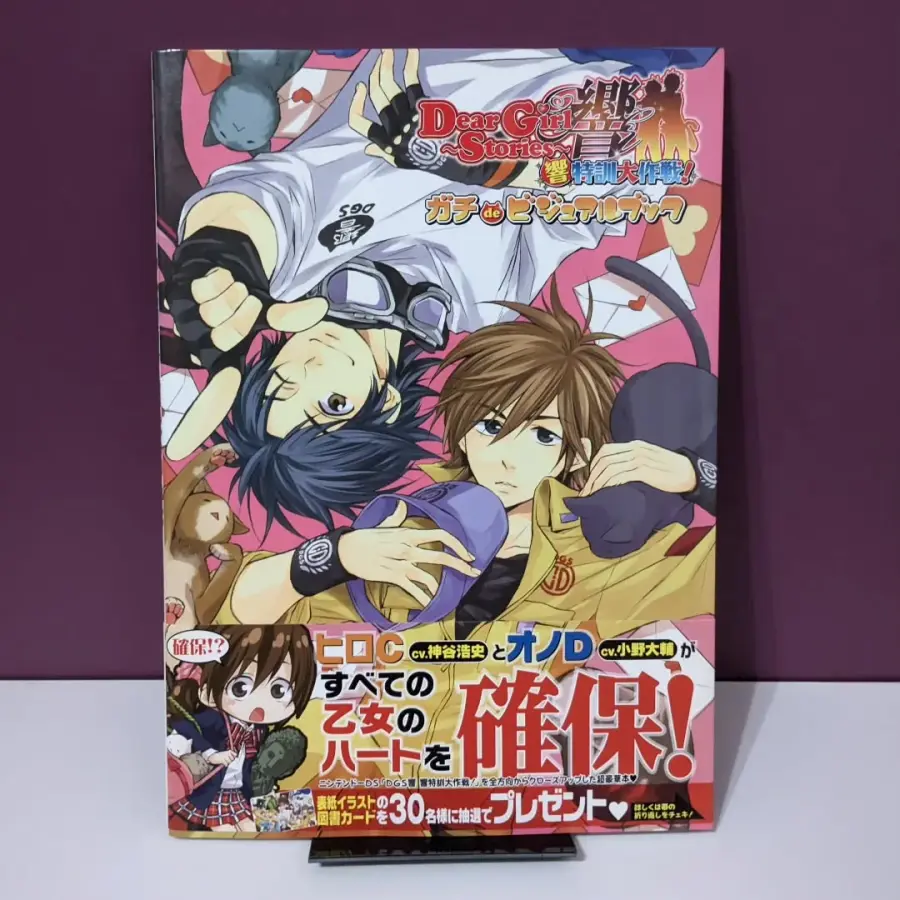 Dear Girl
~Stories~
響
響特訓大作戦!
ガチdeビジュアルブック
DGS
確保!?
ヒロC cv.神谷浩史とオノD cv.小野大輔が
すべての
乙女の
ハートを
確保!
ニンテンドーDS「DGS響 響特訓大作戦!」を全方向からクローズアップした超豪華本♥
表紙イラストの
図書カードを30名様に抽選でプレゼント♥
詳しくは帯の
折り返しをチェキ!